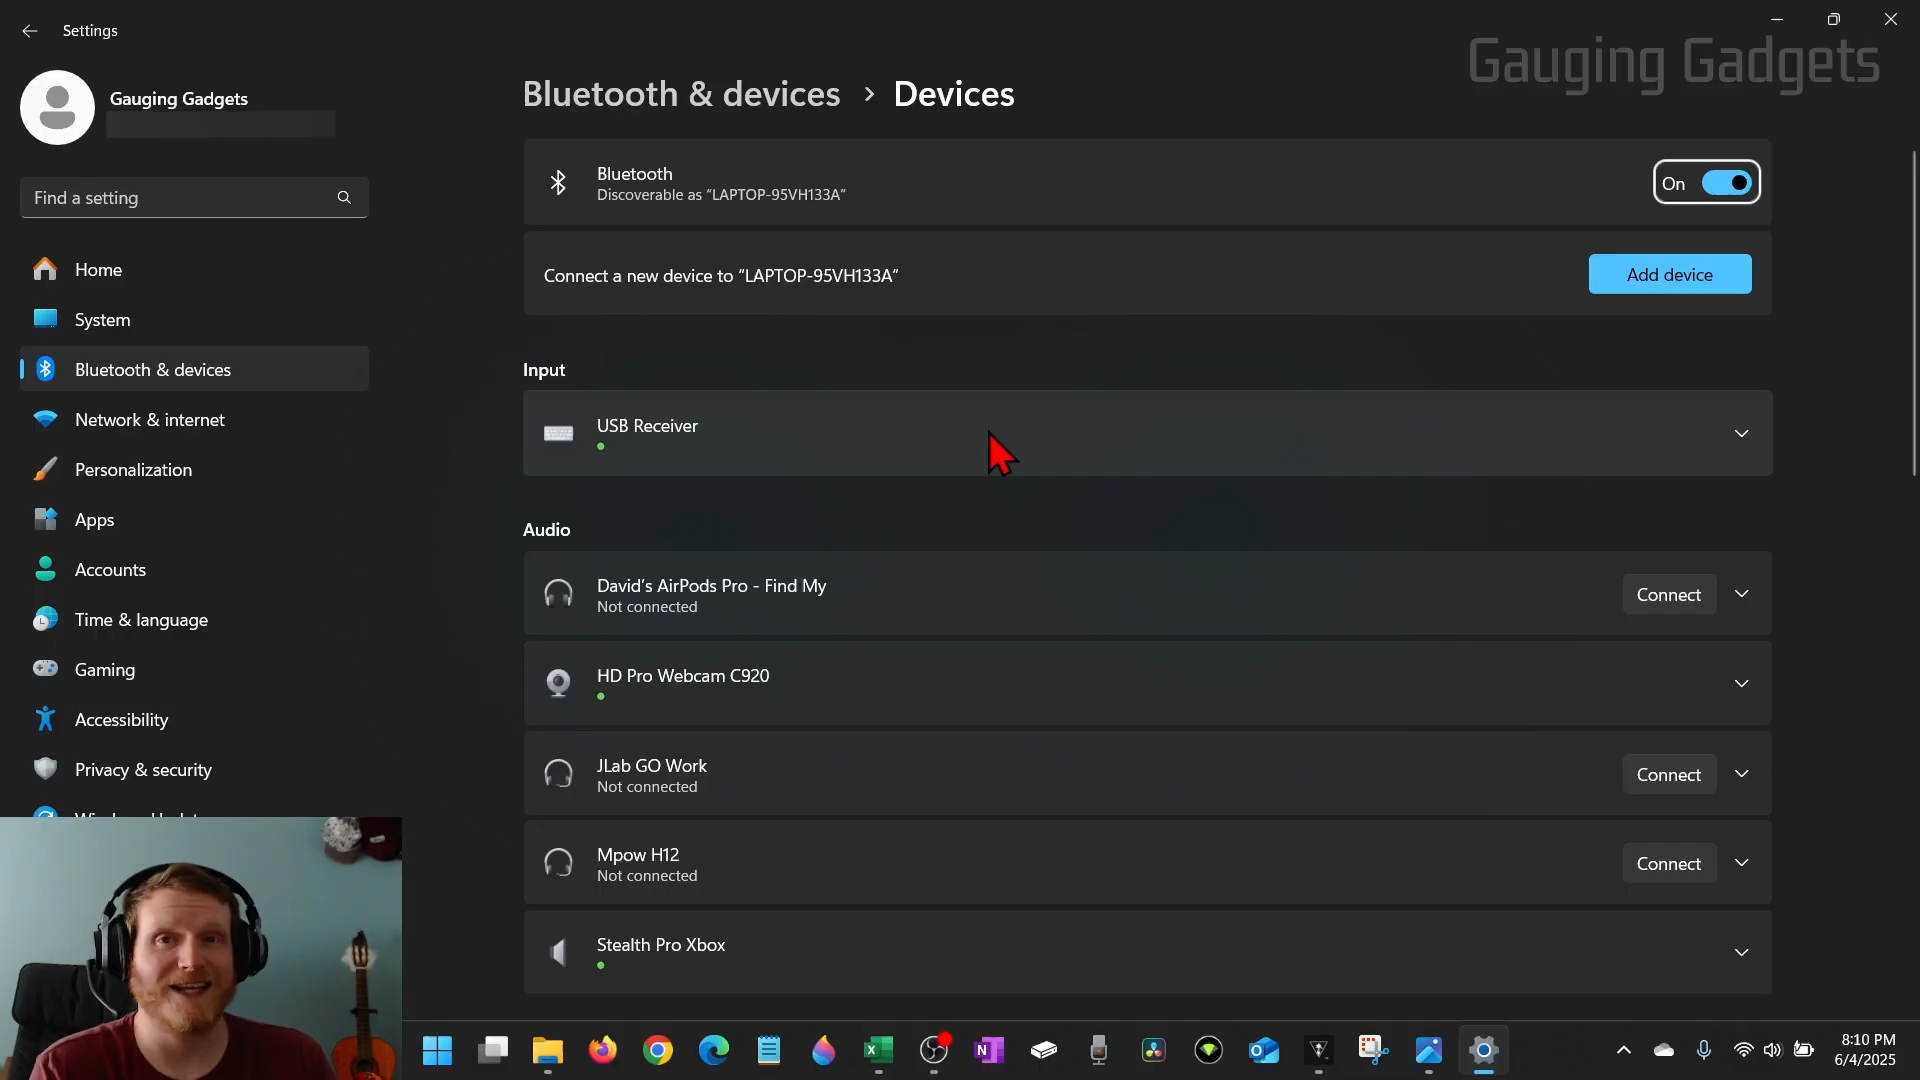 Settings
Gauging Gadgets
Gauging Gadgets
Find a setting
Home
System
Bluetooth & devices
Network & internet
Personalization
Apps
Accounts
Time & language
Gaming
Accessibility
Privacy & security
Bluetooth & devices › Devices
Bluetooth
Discoverable as “LAPTOP-95VH133A”
On
Connect a new device to “LAPTOP-95VH133A”
Add device
Input
USB Receiver
Audio
David’s AirPods Pro - Find My
Not connected
Connect
HD Pro Webcam C920
JLab GO Work
Not connected
Connect
Mpow H12
Not connected
Connect
Stealth Pro Xbox
8:10 PM
6/4/2025